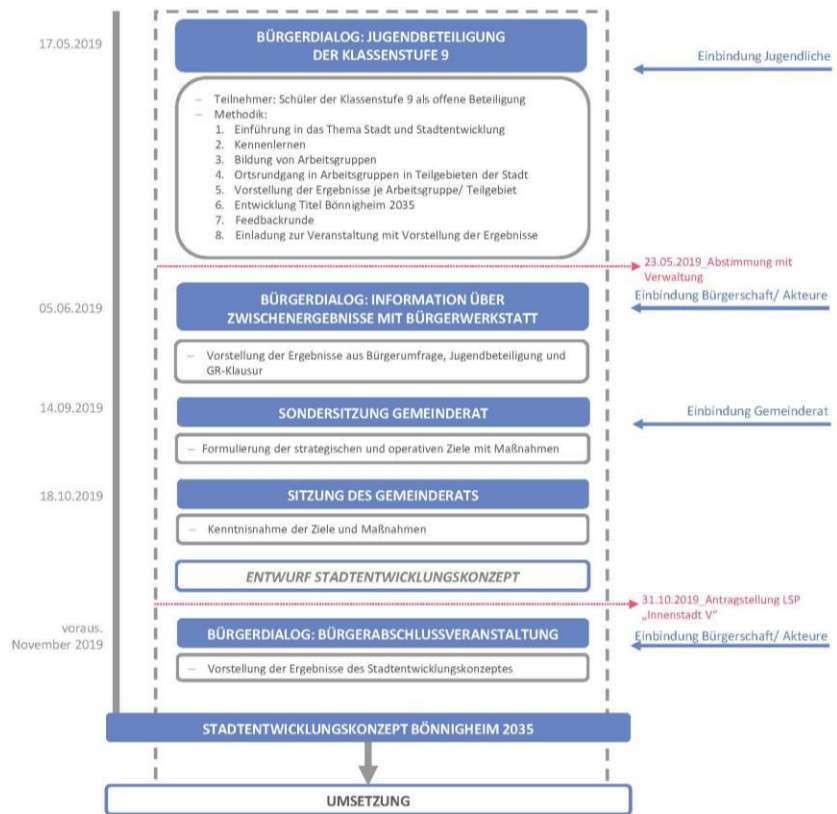 17.05.2019
BÜRGERDIALOG: JUGENDBETEILIGUNG
DER KLASSENSTUFE 9
Einbindung Jugendliche
– Teilnehmer: Schüler der Klassenstufe 9 als offene Beteiligung
– Methodik:
1. Einführung in das Thema Stadt und Stadtentwicklung
2. Kennenlernen
3. Bildung von Arbeitsgruppen
4. Ortsrundgang in Arbeitsgruppen in Teilgebieten der Stadt
5. Vorstellung der Ergebnisse je Arbeitsgruppe/ Teilgebiet
6. Entwicklung Titel Bönnigheim 2035
7. Feedbackrunde
8. Einladung zur Veranstaltung mit Vorstellung der Ergebnisse
23.05.2019_Abstimmung mit
Verwaltung
05.06.2019
BÜRGERDIALOG: INFORMATION ÜBER
ZWISCHENERGEBNISSE MIT BÜRGERWERKSTATT
Einbindung Bürgerschaft/ Akteure
– Vorstellung der Ergebnisse aus Bürgerumfrage, Jugendbeteiligung und
GR-Klausur
14.09.2019
SONDERSITZUNG GEMEINDERAT
Einbindung Gemeinderat
– Formulierung der strategischen und operativen Ziele mit Maßnahmen
18.10.2019
SITZUNG DES GEMEINDERATS
– Kenntnisnahme der Ziele und Maßnahmen
ENTWURF STADTENTWICKLUNGSKONZEPT
31.10.2019_Antragstellung LSP
„Innenstadt V“
voraus.
November 2019
BÜRGERDIALOG: BÜRGERABSCHLUSSVERANSTALTUNG
Einbindung Bürgerschaft/ Akteure
– Vorstellung der Ergebnisse des Stadtentwicklungskonzeptes
STADTENTWICKLUNGSKONZEPT BÖNNIGHEIM 2035
UMSETZUNG